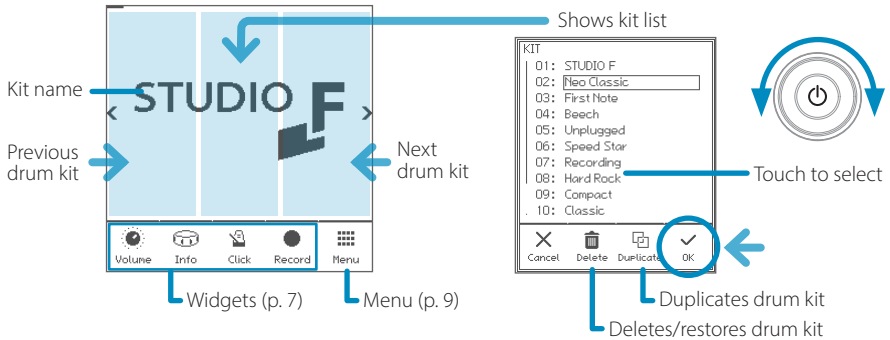 Shows kit list
Kit name
STUDIO F
Previous
drum kit
Next
drum kit
Volume
Info
Click
Record
Menu
Widgets (p. 7)
Menu (p. 9)
KIT
01: STUDIO F
02: Neo Classic
03: First Note
04: Beech
05: Unplugged
06: Speed Star
07: Recording
08: Hard Rock
09: Compact
10: Classic
Cancel
Delete
Duplicate
OK
Touch to select
Duplicates drum kit
Deletes/restores drum kit